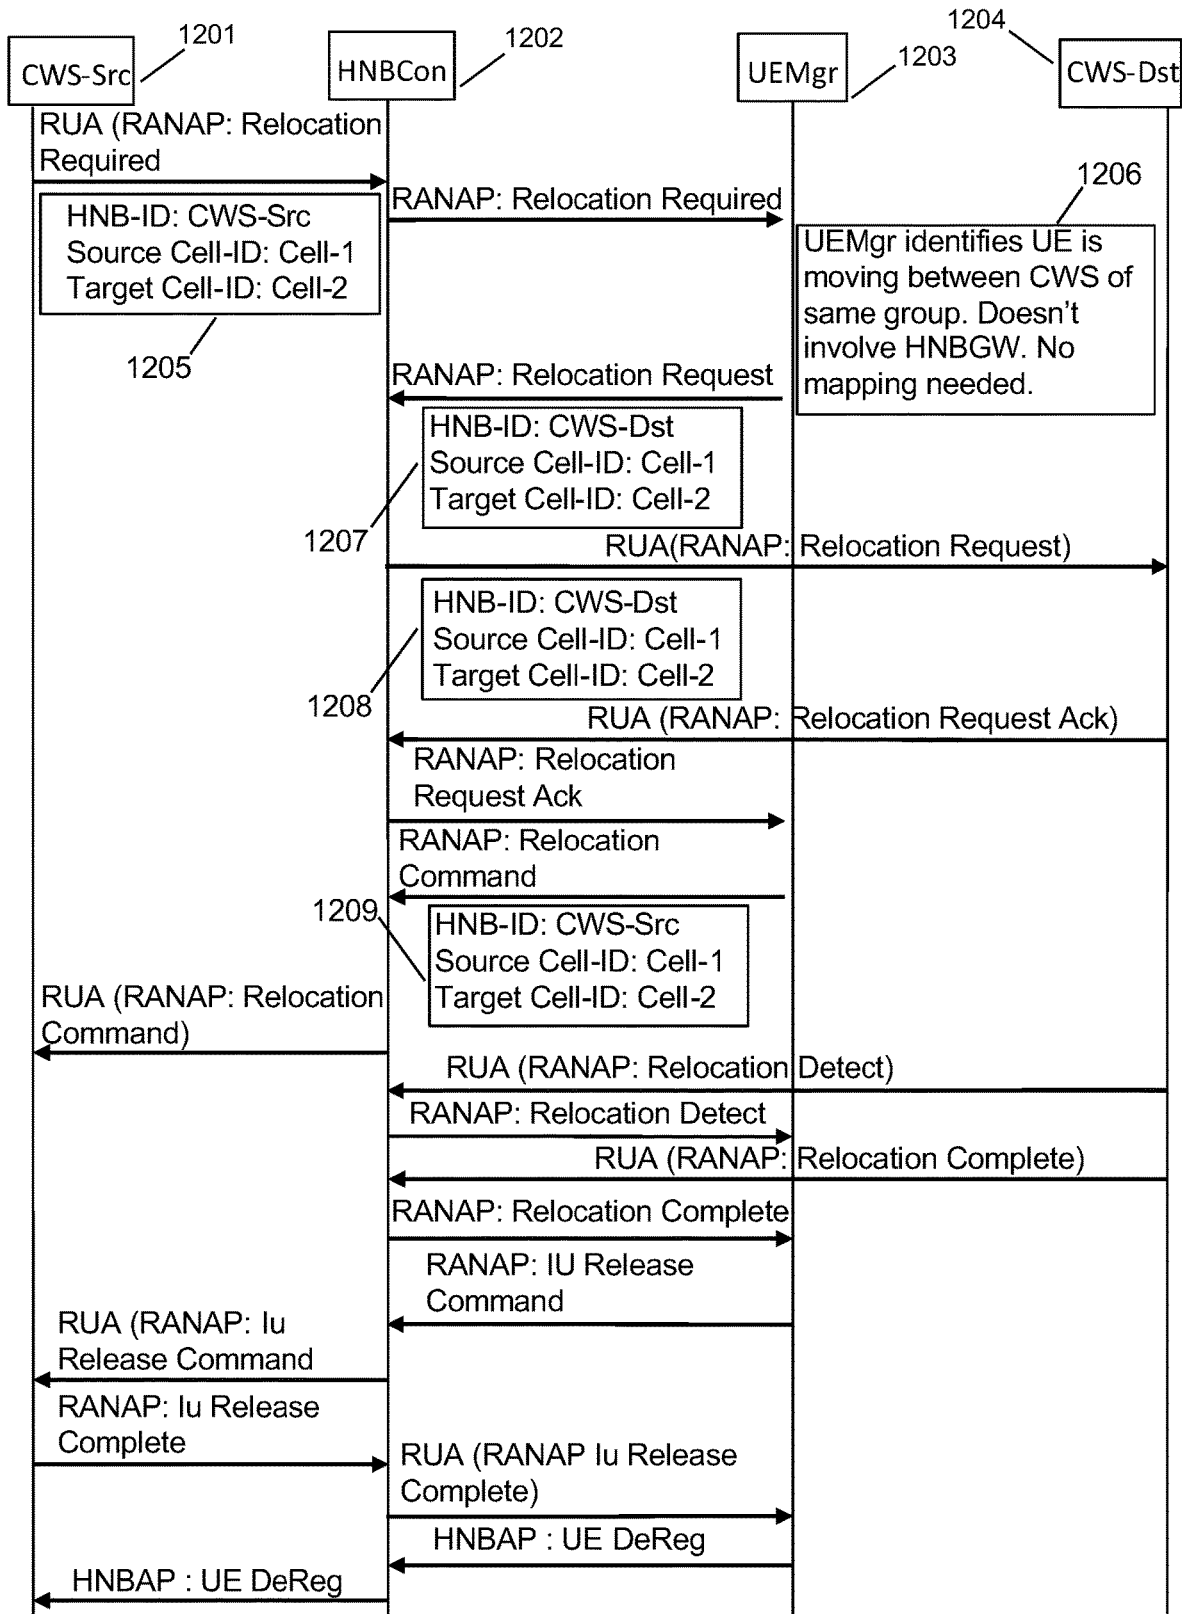 1201
1202
1203
1204
CWS-Src
HNBCon
UEMgr
CWS-Dst
RUA (RANAP: Relocation
Required
RANAP: Relocation Required
HNB-ID: CWS-Src
Source Cell-ID: Cell-1
Target Cell-ID: Cell-2
1205
1206
UEMgr identifies UE is
moving between CWS of
same group. Doesn't
involve HNBGW. No
mapping needed.
RANAP: Relocation Request
HNB-ID: CWS-Dst
Source Cell-ID: Cell-1
Target Cell-ID: Cell-2
1207
RUA(RANAP: Relocation Request)
HNB-ID: CWS-Dst
Source Cell-ID: Cell-1
Target Cell-ID: Cell-2
1208
RUA (RANAP: Relocation Request Ack)
RANAP: Relocation
Request Ack
RANAP: Relocation
Command
1209
HNB-ID: CWS-Src
Source Cell-ID: Cell-1
Target Cell-ID: Cell-2
RUA (RANAP: Relocation
Command)
RUA (RANAP: Relocation Detect)
RANAP: Relocation Detect
RUA (RANAP: Relocation Complete)
RANAP: Relocation Complete
RANAP: IU Release
Command
RUA (RANAP: Iu
Release Command
RANAP: Iu Release
Complete
RUA (RANAP Iu Release
Complete)
HNBAP : UE DeReg
HNBAP : UE DeReg